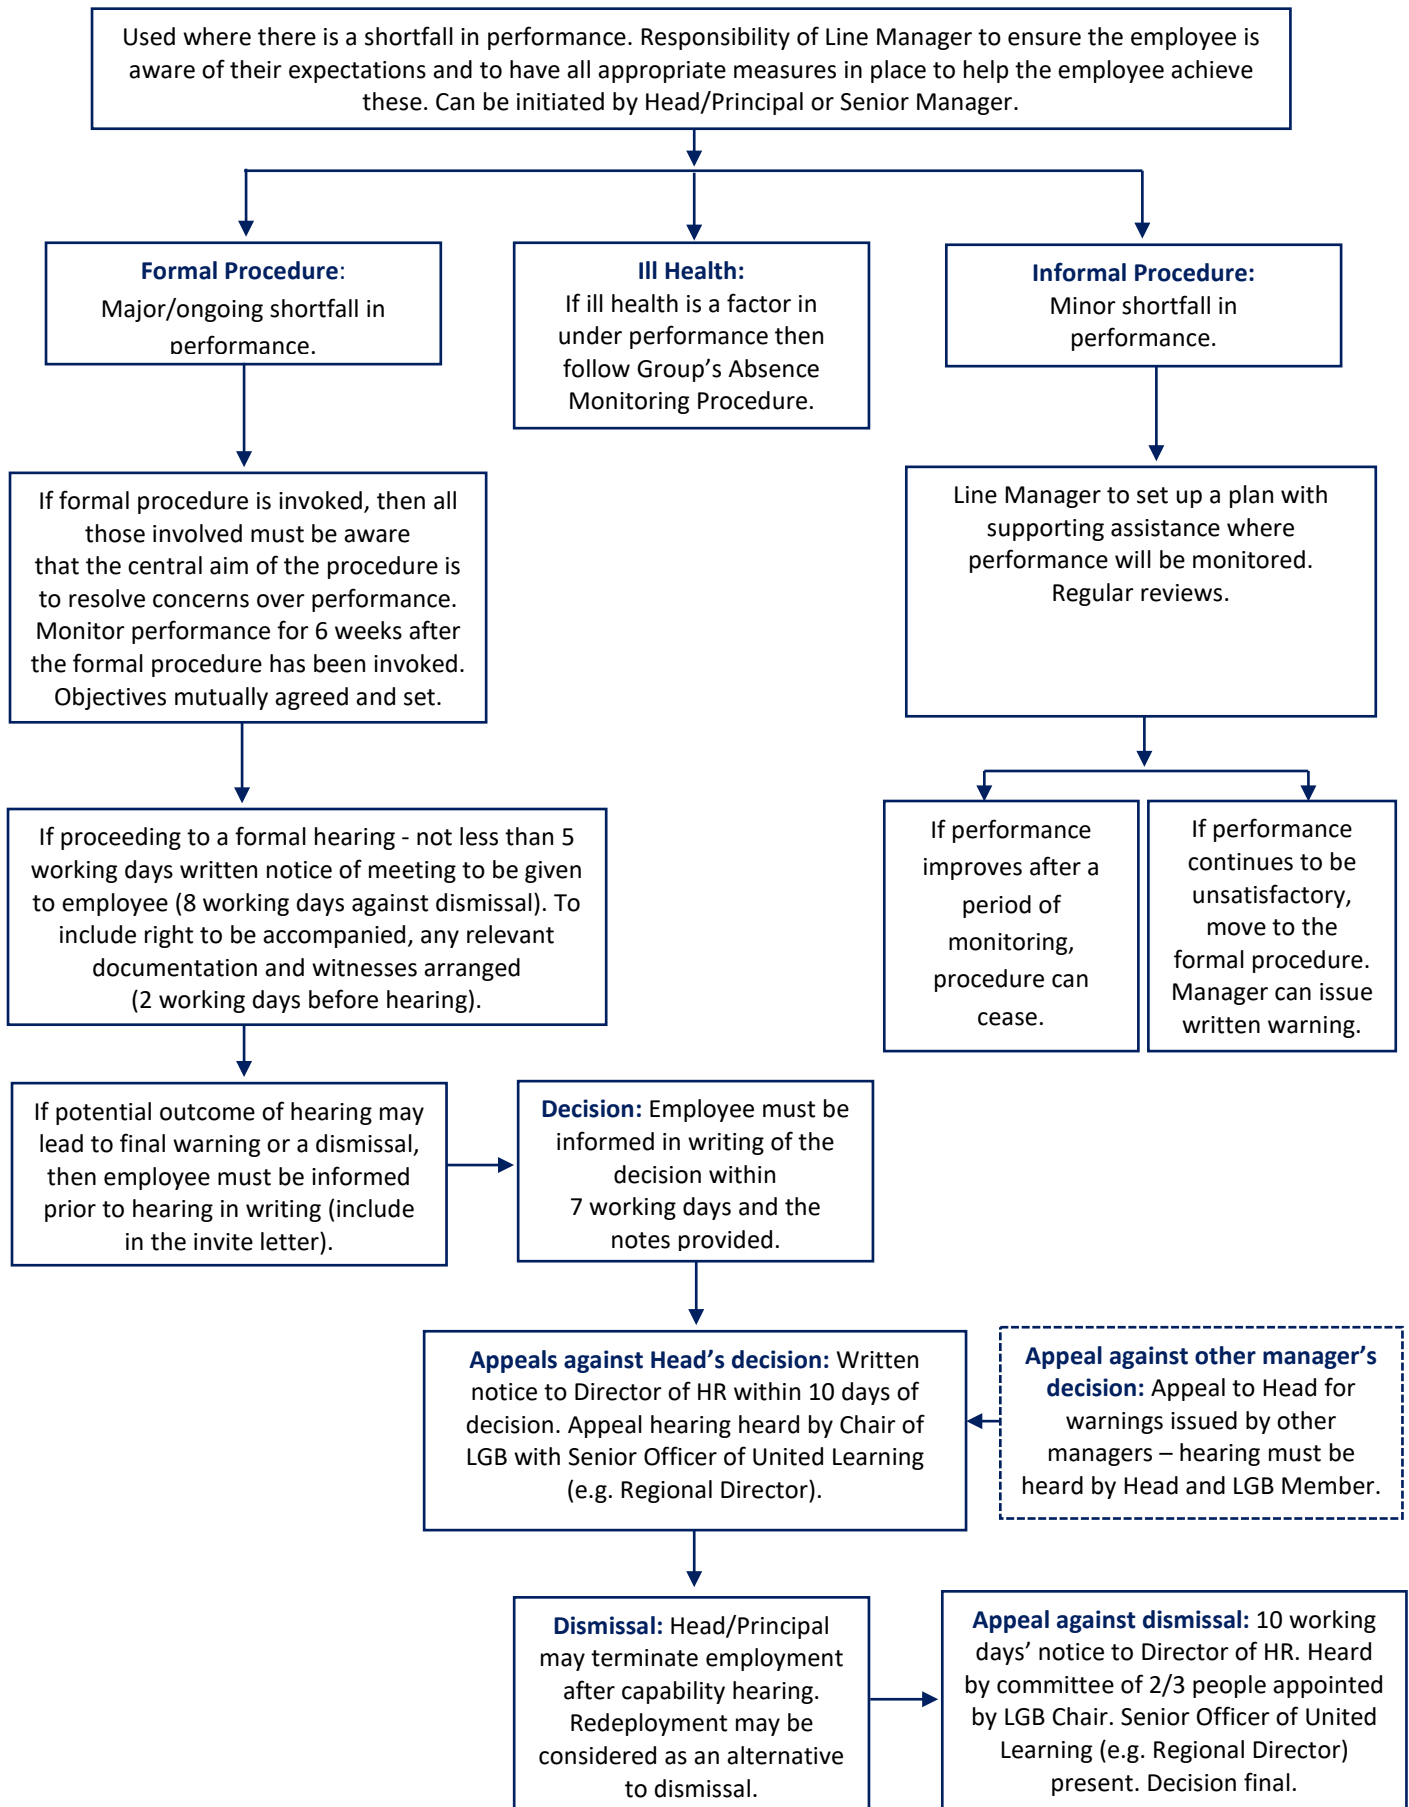 Used where there is a shortfall in performance. Responsibility of Line Manager to ensure the employee is
aware of their expectations and to have all appropriate measures in place to help the employee achieve
these. Can be initiated by Head/Principal or Senior Manager.
Formal Procedure:
Major/ongoing shortfall in
performance.
Ill Health:
If ill health is a factor in
under performance then
follow Group’s Absence
Monitoring Procedure.
Informal Procedure:
Minor shortfall in
performance.
If formal procedure is invoked, then all
those involved must be aware
that the central aim of the procedure is
to resolve concerns over performance.
Monitor performance for 6 weeks after
the formal procedure has been invoked.
Objectives mutually agreed and set.
Line Manager to set up a plan with
supporting assistance where
performance will be monitored.
Regular reviews.
If proceeding to a formal hearing - not less than 5
working days written notice of meeting to be given
to employee (8 working days against dismissal). To
include right to be accompanied, any relevant
documentation and witnesses arranged
(2 working days before hearing).
If performance
improves after a
period of
monitoring,
procedure can
cease.
If performance
continues to be
unsatisfactory,
move to the
formal procedure.
Manager can issue
written warning.
If potential outcome of hearing may
lead to final warning or a dismissal,
then employee must be informed
prior to hearing in writing (include
in the invite letter).
Decision: Employee must be
informed in writing of the
decision within
7 working days and the
notes provided.
Appeals against Head’s decision: Written
notice to Director of HR within 10 days of
decision. Appeal hearing heard by Chair of
LGB with Senior Officer of United Learning
(e.g. Regional Director).
Appeal against other manager’s
decision: Appeal to Head for
warnings issued by other
managers – hearing must be
heard by Head and LGB Member.
Dismissal: Head/Principal
may terminate employment
after capability hearing.
Redeployment may be
considered as an alternative
to dismissal.
Appeal against dismissal: 10 working
days’ notice to Director of HR. Heard
by committee of 2/3 people appointed
by LGB Chair. Senior Officer of United
Learning (e.g. Regional Director)
present. Decision final.